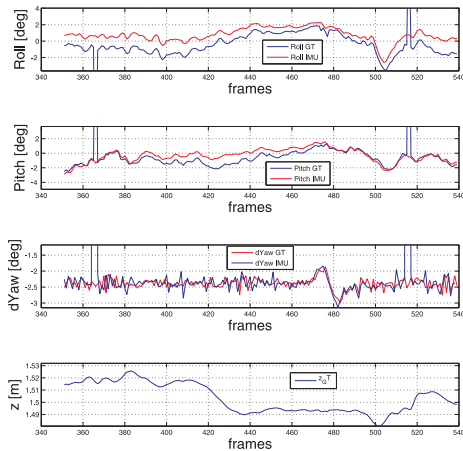 Roll [deg]
2
0
-2
Roll GT
Roll IMU
340 360 380 400 420 440 460 480 500 520 540
frames
Pitch [deg]
2
0
-2
-4
Pitch GT
Pitch IMU
340 360 380 400 420 440 460 480 500 520 540
frames
dYaw [deg]
-1.5
-2
-2.5
-3
dYaw GT
dYaw IMU
340 360 380 400 420 440 460 480 500 520 540
frames
z [m]
1.53
1.52
1.51
1.5
1.49
z_GT
340 360 380 400 420 440 460 480 500 520 540
frames